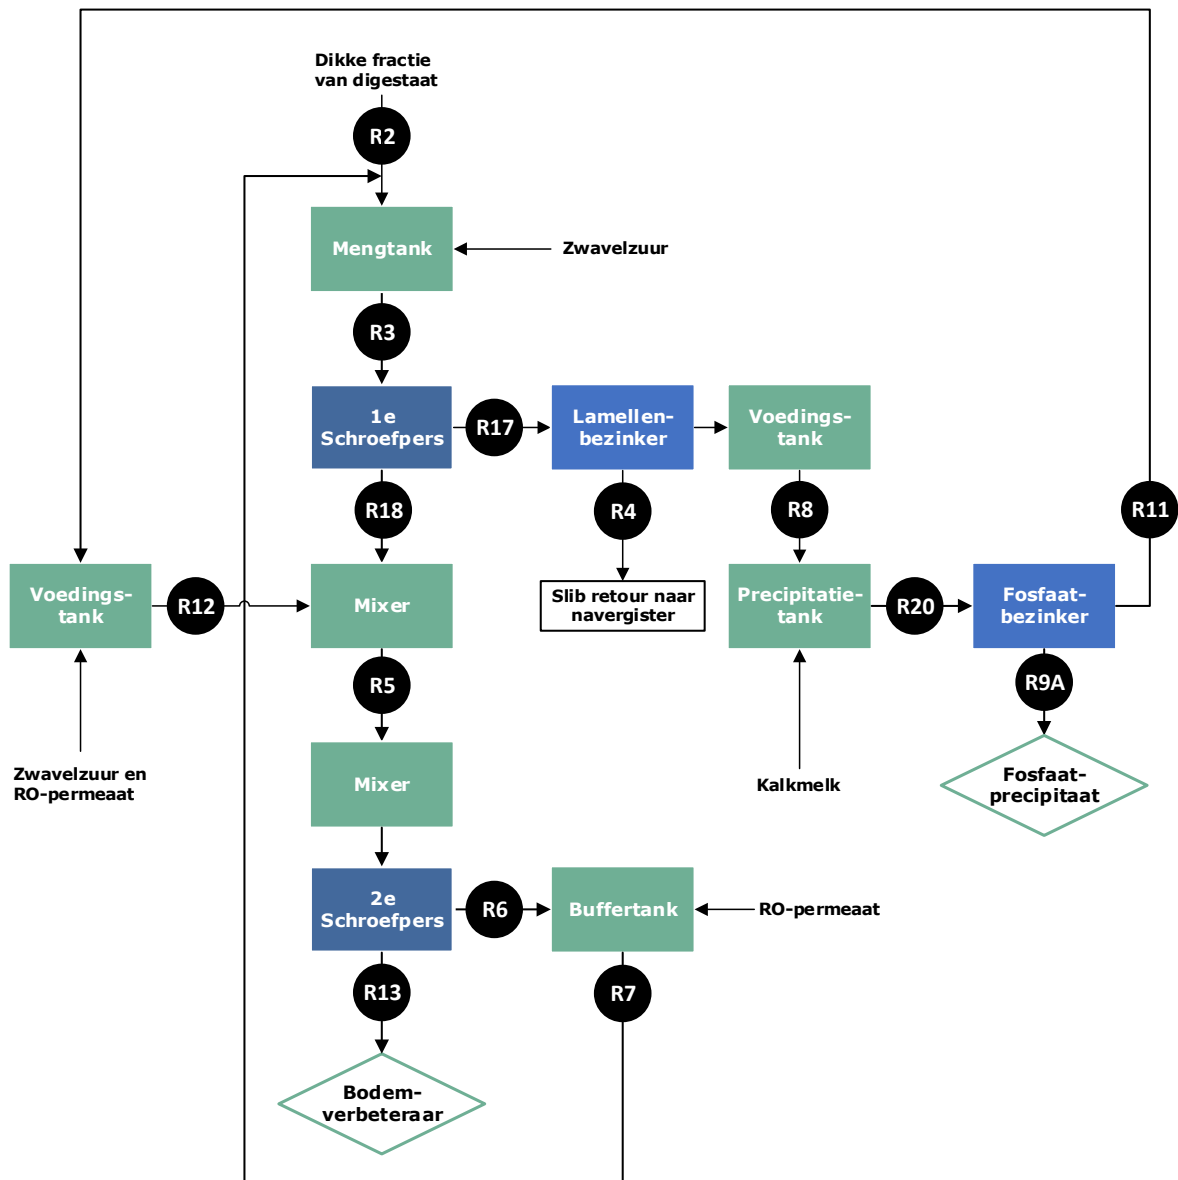 Dikke fractie
van digestaat
R2
Mengtank
Zwavelzuur
R3
1e
Schroefpers
R17
Lamellen-
bezinker
Voedings-
tank
R18
R4
R8
R11
Voedings-
tank
R12
Mixer
Slib retour naar
navergister
Precipitatie-
tank
R20
Fosfaat-
bezinker
R5
R9A
Zwavelzuur en
RO-permeaat
Mixer
Kalkmelk
Fosfaat-
precipitaat
2e
Schroefpers
R6
Buffertank
RO-permeaat
R13
R7
Bodem-
verbeteraar